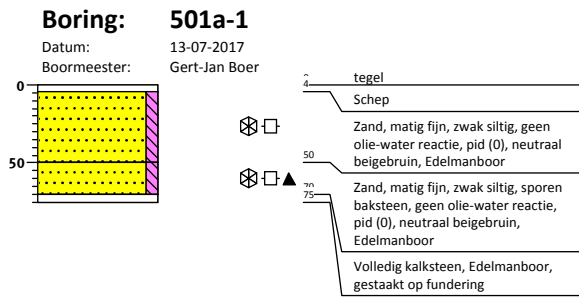 Boring: 501a-1
Datum: 13-07-2017
Boormeester: Gert-Jan Boer
0
tegel
4
Schep
Zand, matig fijn, zwak siltig, geen
olie-water reactie, pid (0), neutraal
beigebruin, Edelmanboor
50
50
70
Zand, matig fijn, zwak siltig, sporen
baksteen, geen olie-water reactie,
pid (0), neutraal beigebruin,
Edelmanboor
75
Volledig kalksteen, Edelmanboor,
gestaakt op fundering